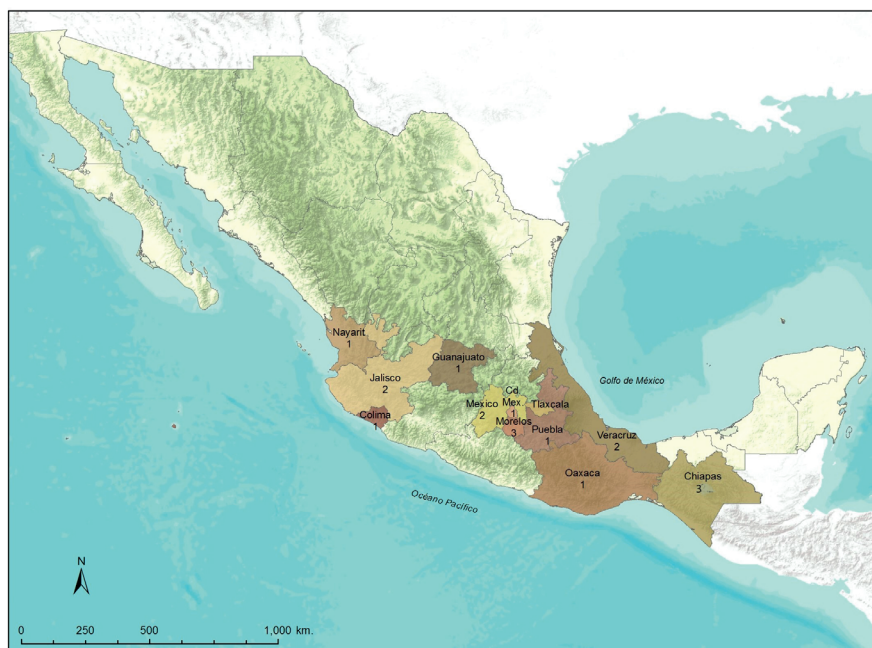 Nayarit
1
Guanajuato
1
Jalisco
2
Colima
1
Cd.
Mex.
1
Mexico
2
Tlaxcala
Morelos
3
Puebla
1
Veracruz
2
Oaxaca
1
Chiapas
3
Golfo de México
Océano Pacífico
N
0 250 500 1,000 km.